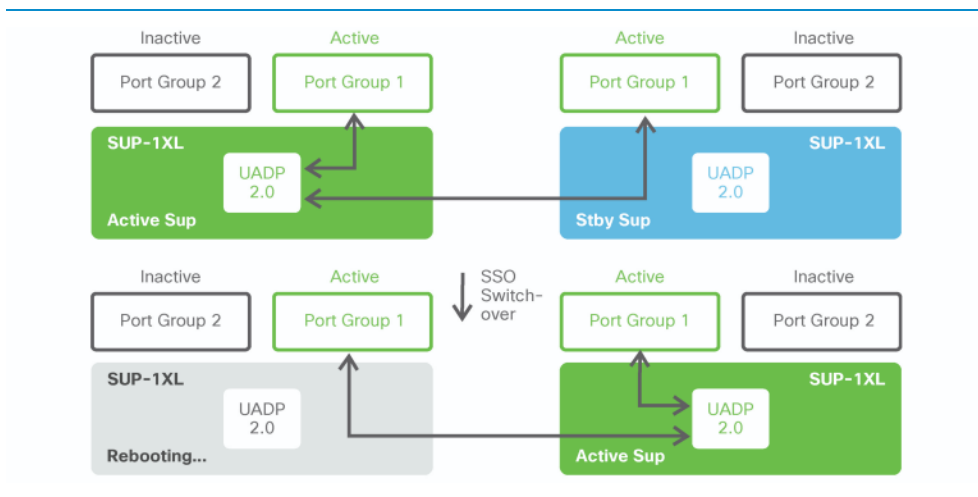 Inactive
Active
Active
Inactive
Port Group 2
Port Group 1
Port Group 1
Port Group 2
SUP-1XL
UADP
2.0
Active Sup
SUP-1XL
UADP
2.0
Stby Sup
Inactive
Active
SSO
Switch-
over
Active
Inactive
Port Group 2
Port Group 1
Port Group 1
Port Group 2
SUP-1XL
UADP
2.0
Rebooting...
SUP-1XL
UADP
2.0
Active Sup